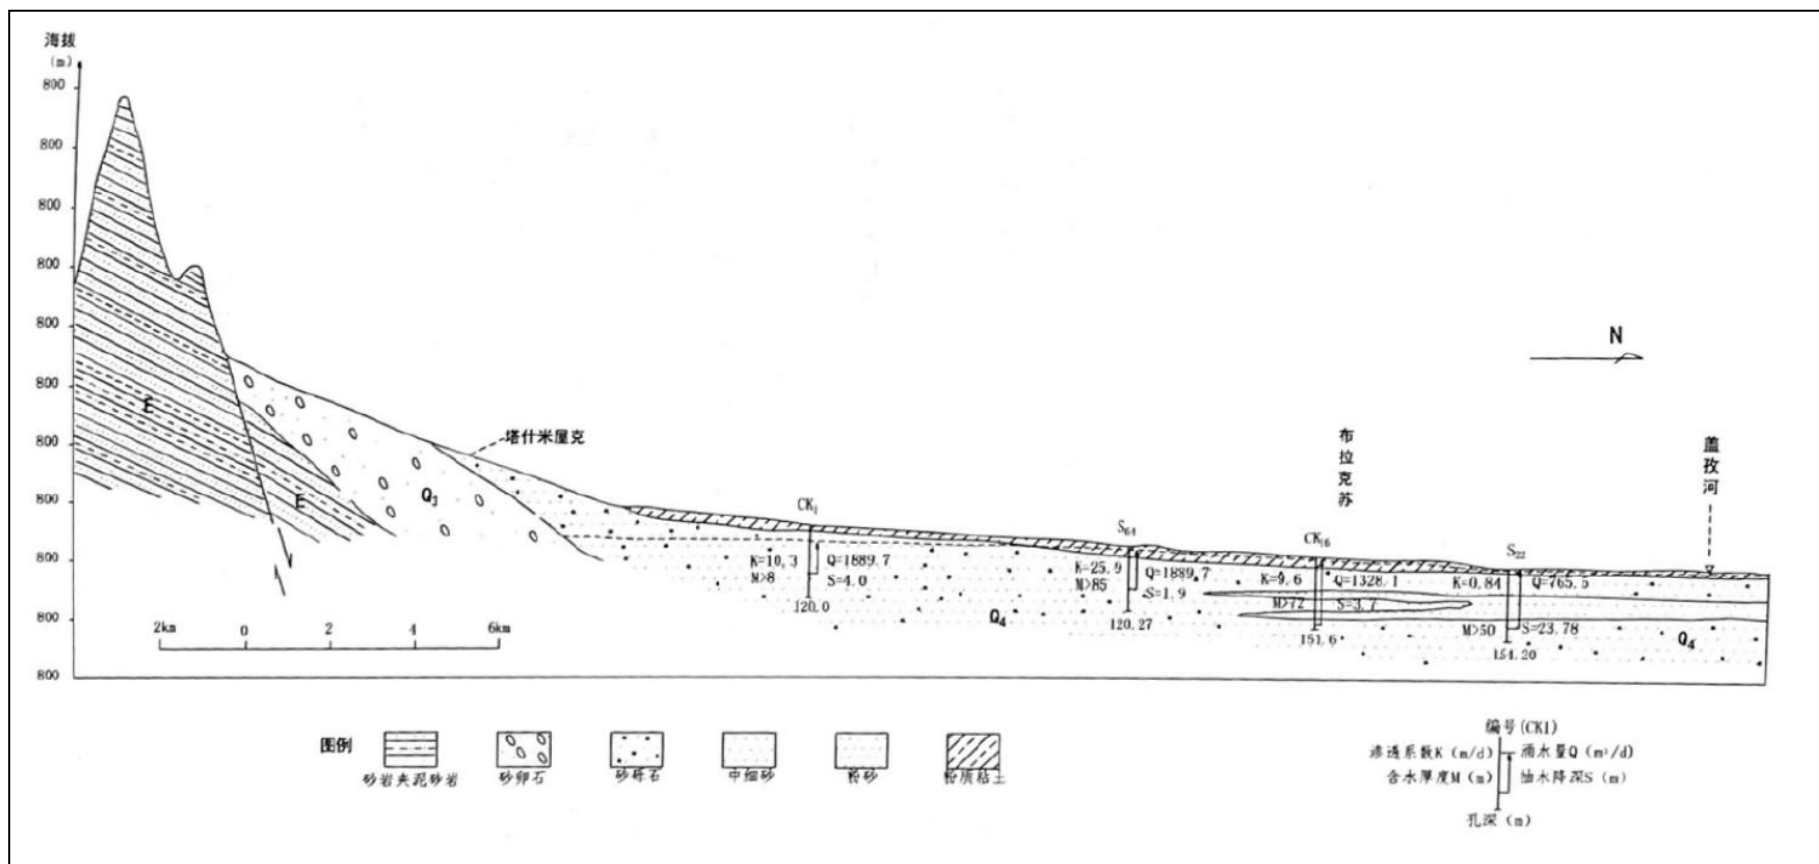 海拔
(m)
800
800
800
800
800
800
800
800
800
800
800
N
E
E
Q₃
塔什米里克
布拉克苏
盖孜河
CK₁
K=10.3 Q=1889.7
M>8 S=4.0
120.0
S₆₄
K=25.9 Q=1889.7
M>85 S=1.9
120.27
CK₁₆
K=9.6 Q=1328.1
M>72 S=3.7
151.6
S₂₂
K=0.84 Q=765.5
M>50 S=23.78
154.20
Q₄
Q₄
2km 0 2 4 6km
图例
砂岩夹泥砂岩
砂卵石
砂砾石
中细砂
粉砂
粉质粘土
编号(CK1)
渗透系数K (m/d) 涌水量Q (m³/d)
含水厚度M (m) 抽水降深S (m)
孔深 (m)